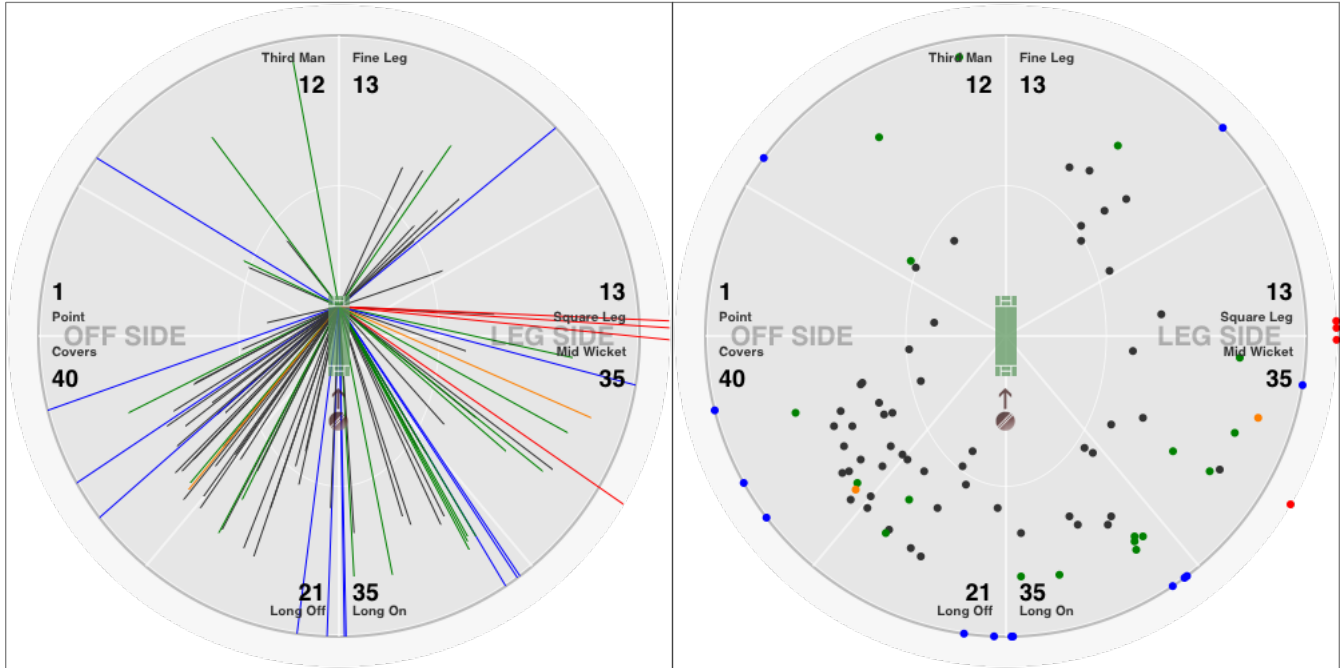 Third Man Fine Leg
12 13
1 13
Point Square Leg
OFF SIDE LEG SIDE
Covers Mid Wicket
40 35
21 35
Long Off Long On
Third Man Fine Leg
12 13
1 13
Point Square Leg
OFF SIDE LEG SIDE
Covers Mid Wicket
40 35
21 35
Long Off Long On